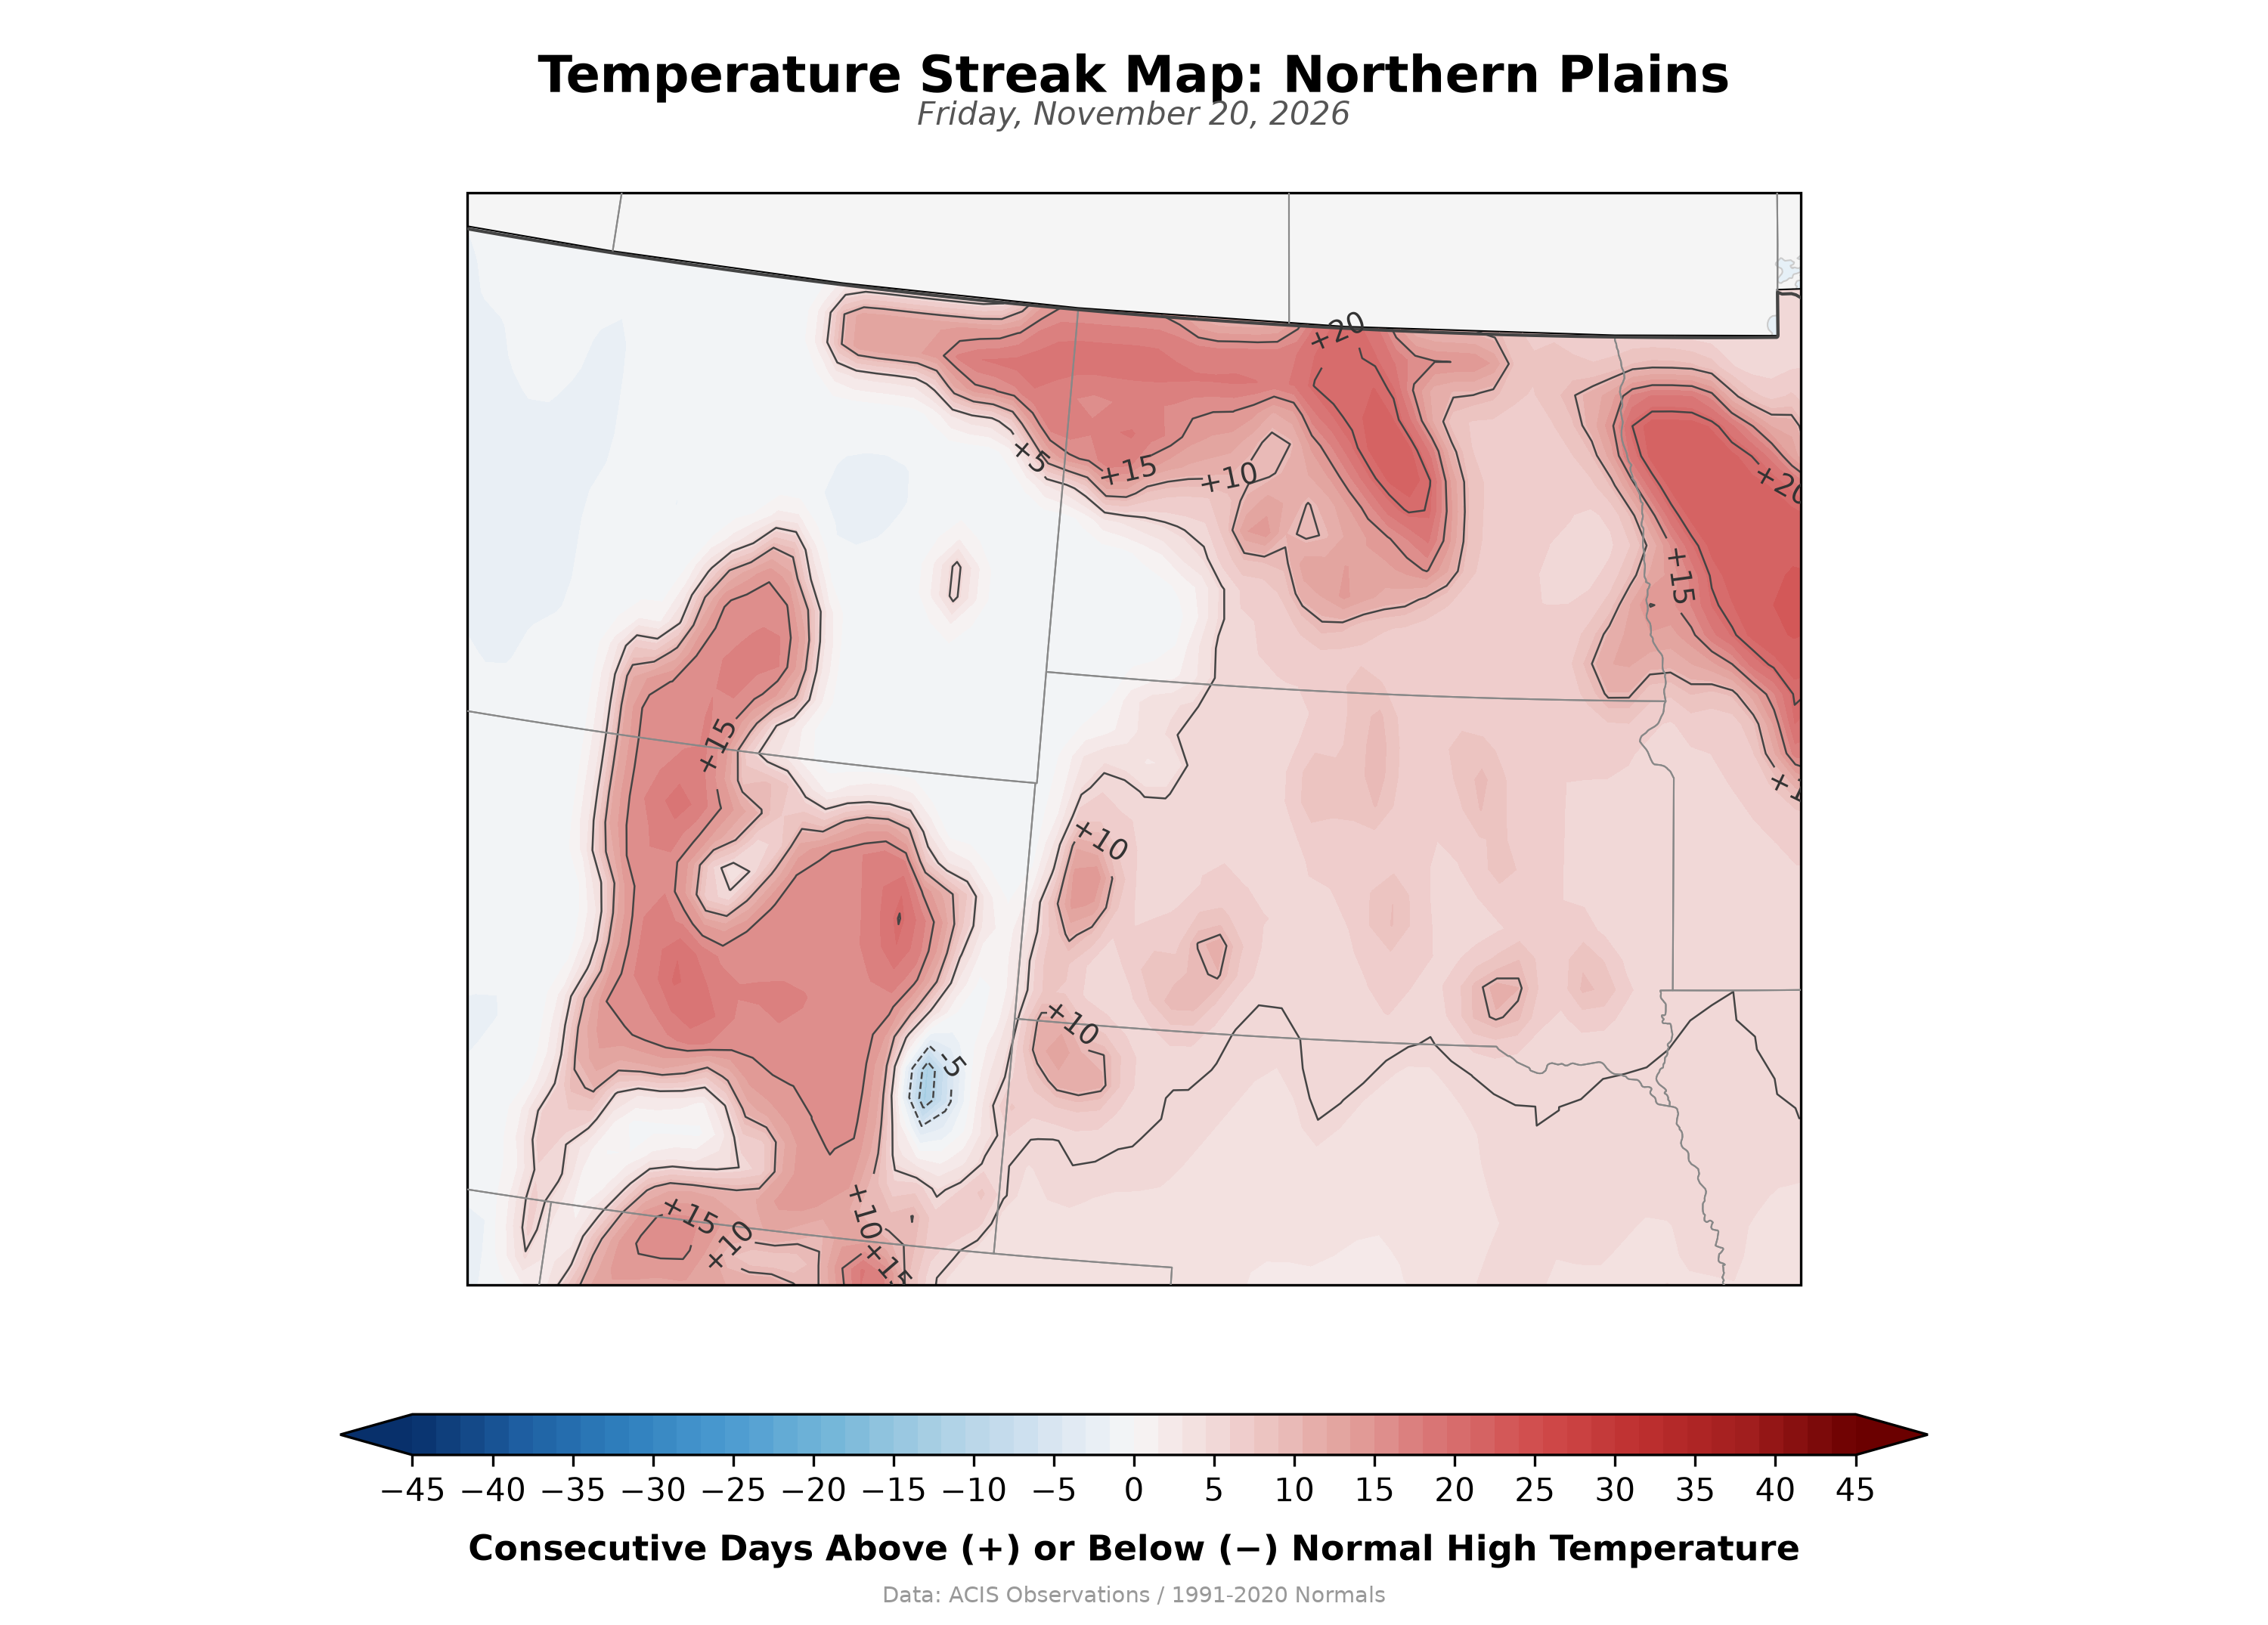 Temperature Streak Map: Northern Plains
Friday, November 20, 2026
+20
+5
+15
+10
+20
+15
+15
+10
+10
-5
+15
+10
+10
+15
−45 −40 −35 −30 −25 −20 −15 −10 −5 0 5 10 15 20 25 30 35 40 45
Consecutive Days Above (+) or Below (−) Normal High Temperature
Data: ACIS Observations / 1991-2020 Normals